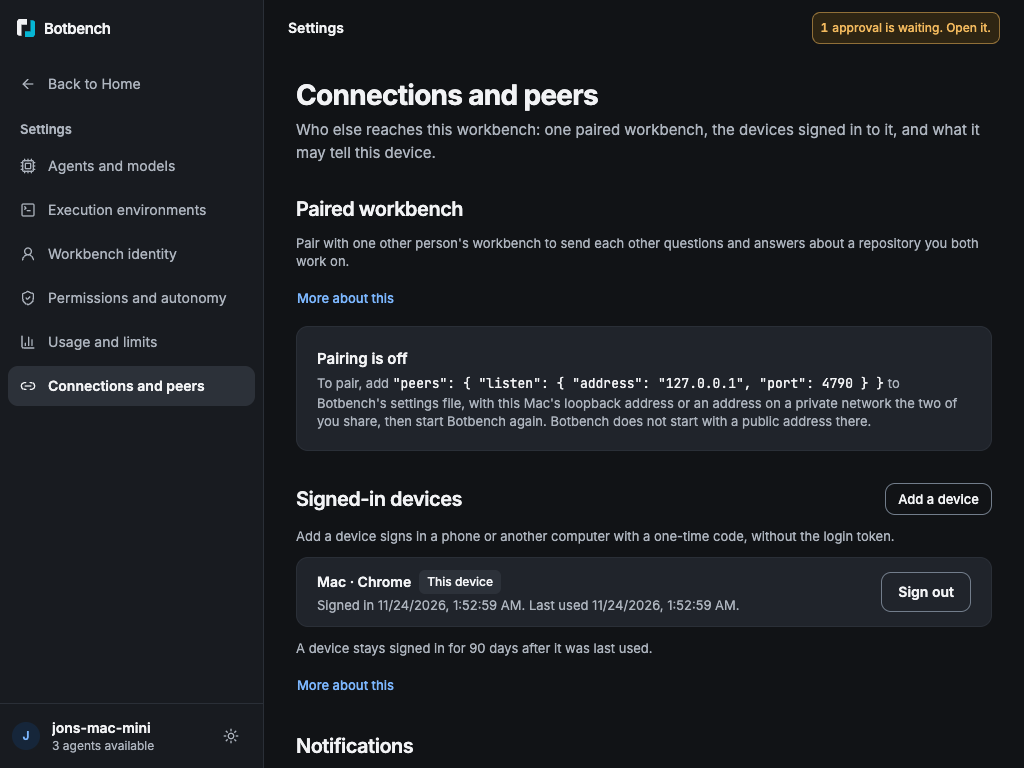 Botbench
Settings
1 approval is waiting. Open it.
Back to Home
Settings
Agents and models
Execution environments
Workbench identity
Permissions and autonomy
Usage and limits
Connections and peers
Connections and peers
Who else reaches this workbench: one paired workbench, the devices signed in to it, and what it
may tell this device.
Paired workbench
Pair with one other person's workbench to send each other questions and answers about a repository you both
work on.
More about this
Pairing is off
To pair, add "peers": { "listen": { "address": "127.0.0.1", "port": 4790 } } to
Botbench's settings file, with this Mac's loopback address or an address on a private network the two of
you share, then start Botbench again. Botbench does not start with a public address there.
Signed-in devices
Add a device
Add a device signs in a phone or another computer with a one-time code, without the login token.
Mac · Chrome
This device
Signed in 11/24/2026, 1:52:59 AM. Last used 11/24/2026, 1:52:59 AM.
Sign out
A device stays signed in for 90 days after it was last used.
More about this
Notifications
J
jons-mac-mini
3 agents available